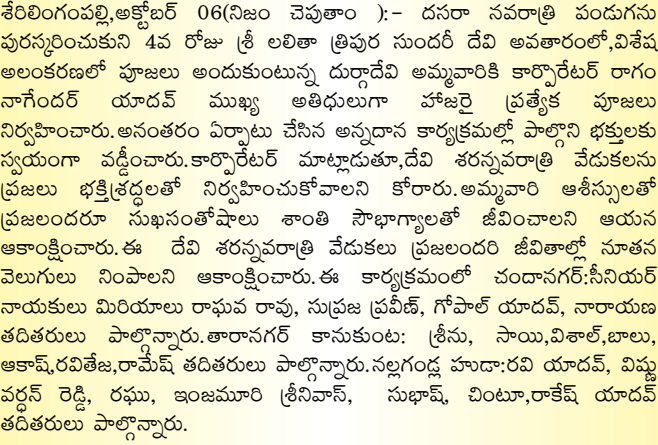 శేరిలింగంపల్లి,అక్టోబర్ 06(నిజం చెపుతాం ):- దసరా నవరాత్రి పండుగను
పురస్కరించుకుని 4వ రోజు శ్రీ లలితా త్రిపుర సుందరీ దేవి అవతారంలో,విశేష
అలంకరణలో పూజలు అందుకుంటున్న దుర్గాదేవి అమ్మవారికి కార్పొరేటర్ రాగం
నాగేందర్ యాదవ్ ముఖ్య అతిధులుగా హాజరై ప్రత్యేక పూజలు
నిర్వహించారు.అనంతరం ఏర్పాటు చేసిన అన్నదాన కార్యక్రమల్లో పాల్గొని భక్తులకు
స్వయంగా వడ్డించారు.కార్పొరేటర్ మాట్లాడుతూ,దేవి శరన్నవరాత్రి వేడుకలను
ప్రజలు భక్తిశ్రద్ధలతో నిర్వహించుకోవాలని కోరారు.అమ్మవారి ఆశీస్సులతో
ప్రజలందరూ సుఖసంతోషాలు శాంతి సౌభాగ్యాలతో జీవించాలని ఆయన
ఆకాంక్షించారు.ఈ దేవి శరన్నవరాత్రి వేడుకలు ప్రజలందరి జీవితాల్లో నూతన
వెలుగులు నింపాలని ఆకాంక్షించారు.ఈ కార్యక్రమంలో చందానగర్:సీనియర్
నాయకులు మిరియాలు రాఘవ రావు, సుప్రజ ప్రవీణ్, గోపాల్ యాదవ్, నారాయణ
తదితరులు పాల్గొన్నారు.తారానగర్ కానుకుంట: శ్రీను, సాయి,విశాల్,బాలు,
ఆకాష్,రవితేజ,రామేష్ తదితరులు పాల్గొన్నారు.నల్లగండ్ల హుడా:రవి యాదవ్, విష్ణు
వర్ధన్ రెడ్డి, రఘు, ఇంజమూరి శ్రీనివాస్, సుభాష్, చింటూ,రాకేష్ యాదవ్
తదితరులు పాల్గొన్నారు.